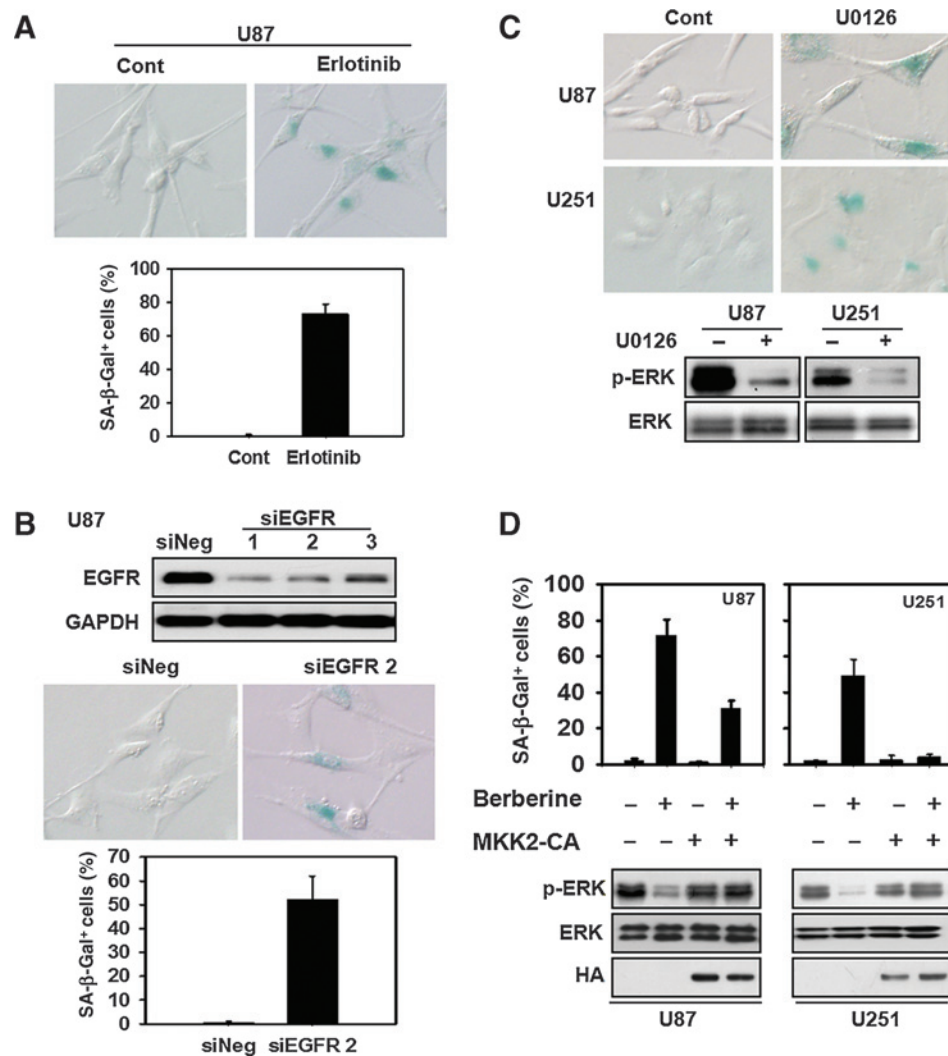 A
U87
Cont Erlotinib
SA-β-Gal⁺ cells (%)
100
80
60
40
20
0
Cont Erlotinib
B
U87
siEGFR
siNeg 1 2 3
EGFR
GAPDH
siNeg siEGFR 2
SA-β-Gal⁺ cells (%)
70
60
50
40
30
20
10
0
siNeg siEGFR 2
C
Cont U0126
U87
U251
U87 U251
U0126 – + – +
p-ERK
ERK
D
SA-β-Gal⁺ cells (%)
100
80
60
40
20
0
U87
U251
Berberine – + – + – + – +
MKK2-CA – – + + – – + +
p-ERK
ERK
HA
U87 U251